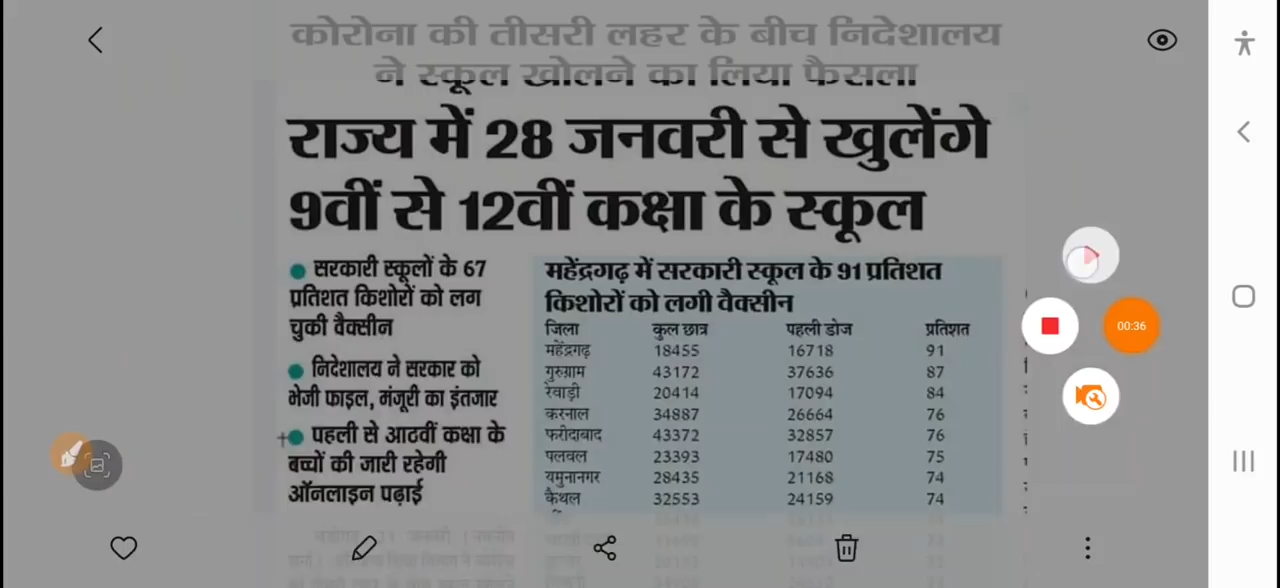 कोरोना की तीसरी लहर के बीच निदेशालय
ने स्कूल खोलने का लिया फैसला
राज्य में 28 जनवरी से खुलेंगे
9वीं से 12वीं कक्षा के स्कूल
सरकारी स्कूलों के 67
प्रतिशत किशोरों को लग
चुकी वैक्सीन
निदेशालय ने सरकार को
भेजी फाइल, मंजूरी का इंतजार
पहली से आठवीं कक्षा के
बच्चों की जारी रहेगी
ऑनलाइन पढ़ाई
महेंद्रगढ़ में सरकारी स्कूल के 91 प्रतिशत
किशोरों को लगी वैक्सीन
जिला कुल छात्र पहली डोज प्रतिशत
महेंद्रगढ़ 18455 16718 91
गुरुग्राम 43172 37636 87
रेवाड़ी 20414 17094 84
करनाल 34887 26664 76
फरीदाबाद 43372 32857 76
पलवल 23393 17480 75
यमुनानगर 28435 21168 74
कैथल 32553 24159 74
00:36